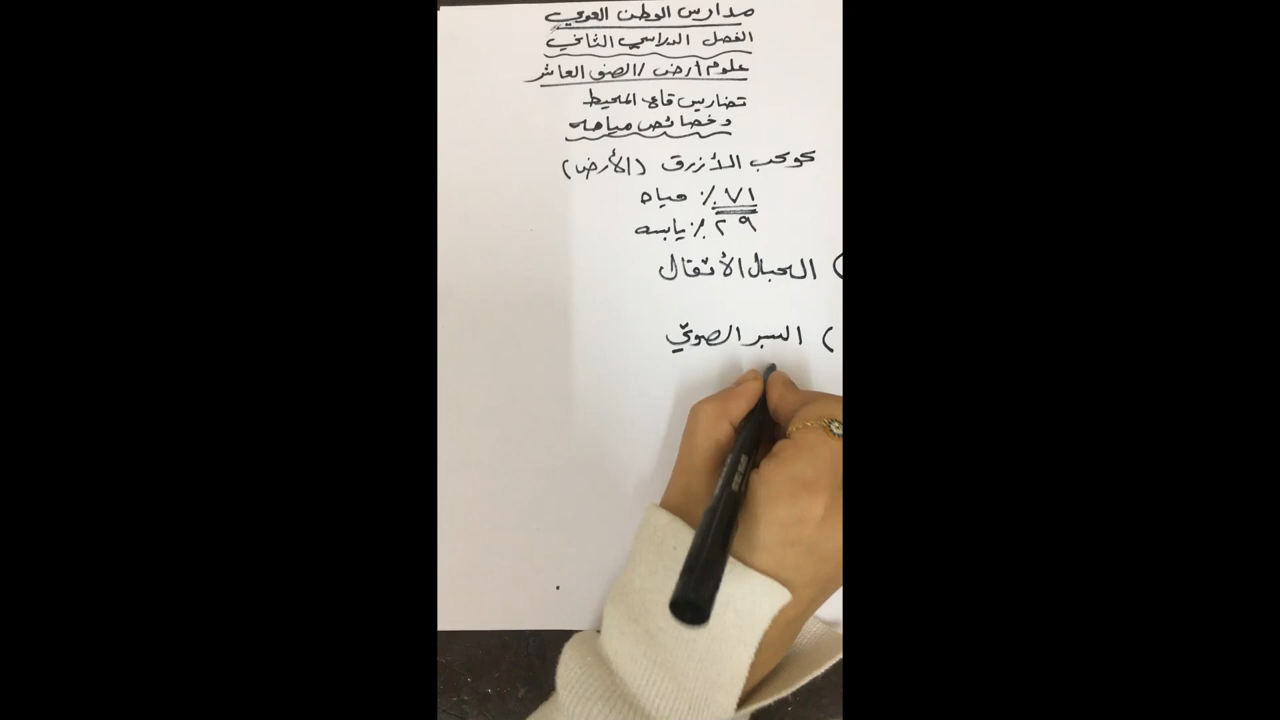 مدارس الوطن العربي
الفصل الدراسي الثاني
علوم أرض / الصف العاشر
تضاريس قاع المحيط
وخصائص مياهه
كوكب الأزرق (الأرض)
٧١٪ مياه
٢٩٪ يابسه
الحبال الأثقال
) السبر الصوتي